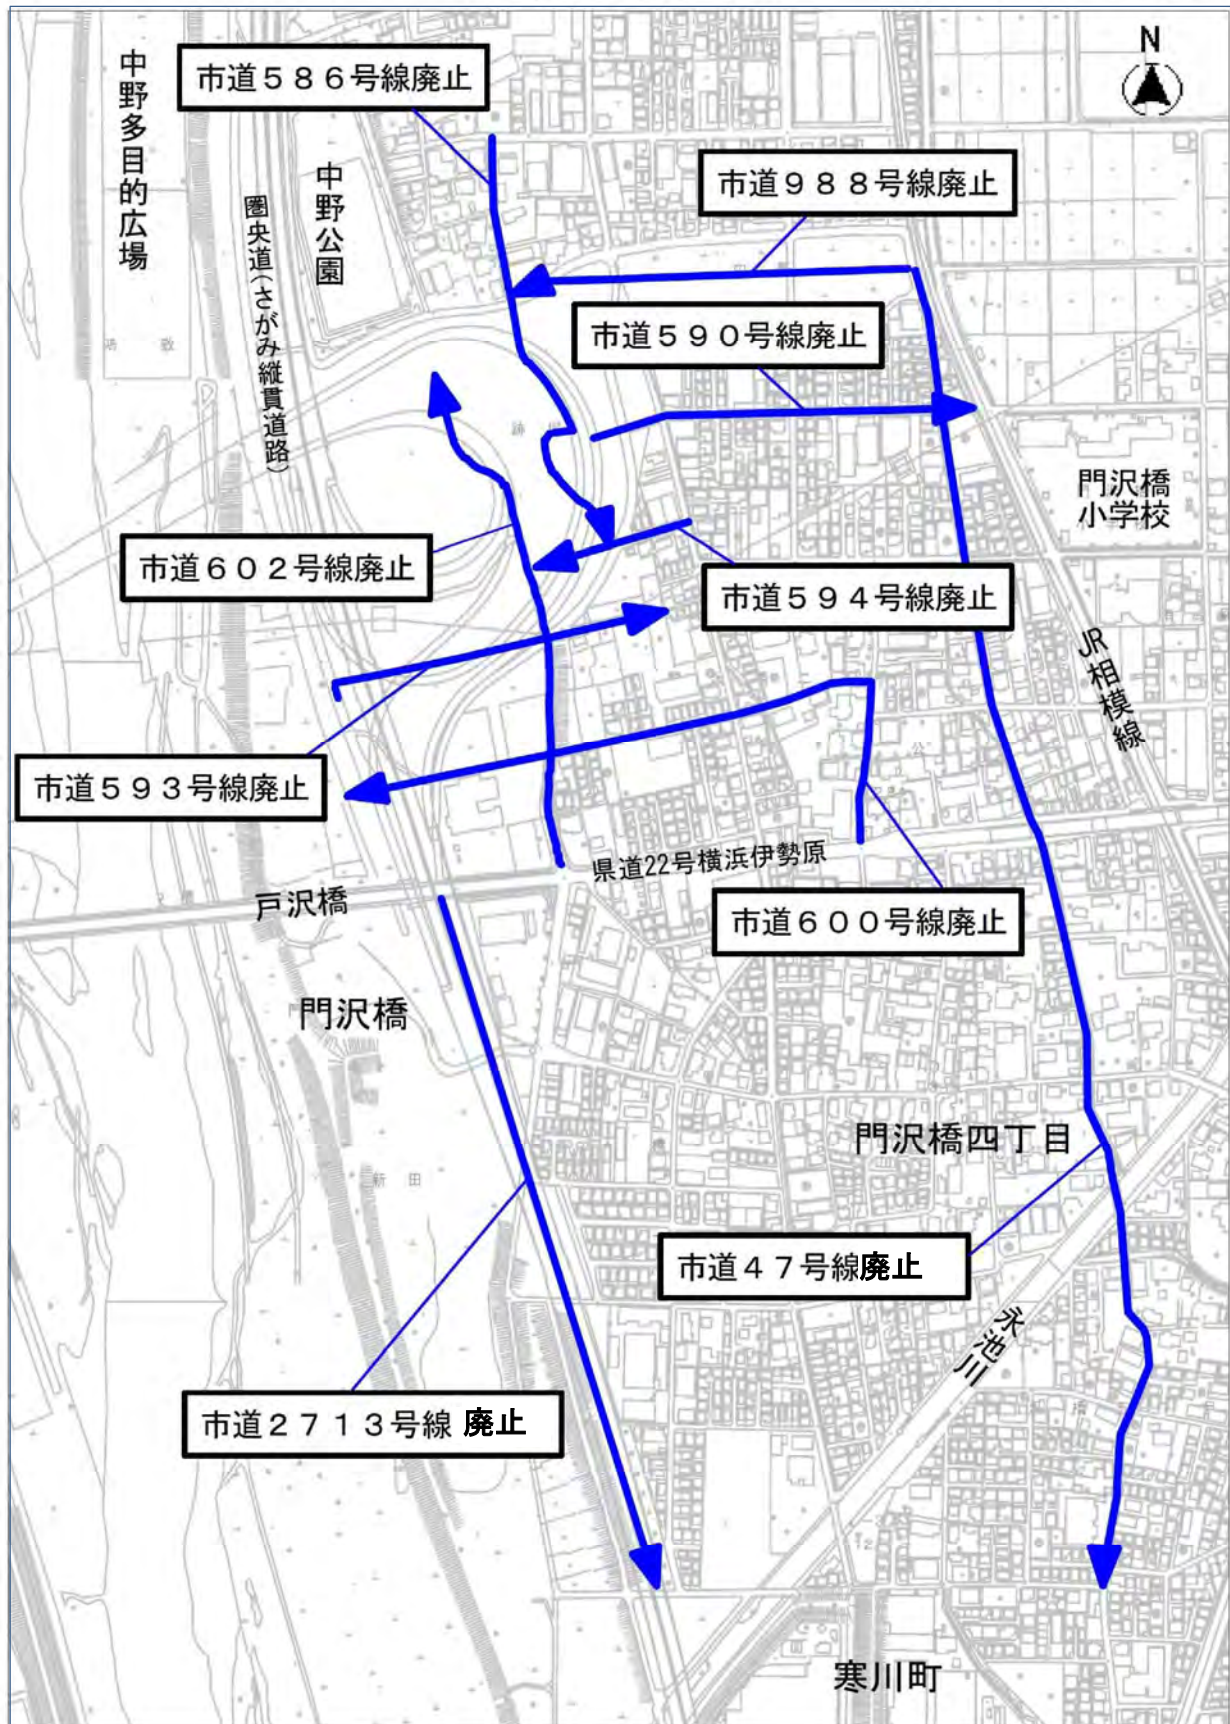 N
市道５８６号線廃止
中野多目的広場
市道９８８号線廃止
中野公園
圏央道(さがみ縦貫道路)
市道５９０号線廃止
門沢橋
小学校
市道６０２号線廃止
市道５９４号線廃止
JR相模線
市道５９３号線廃止
県道22号横浜伊勢原
戸沢橋
市道６００号線廃止
門沢橋
門沢橋四丁目
新田
市道４７号線廃止
永池川
市道２７１３号線 廃止
寒川町